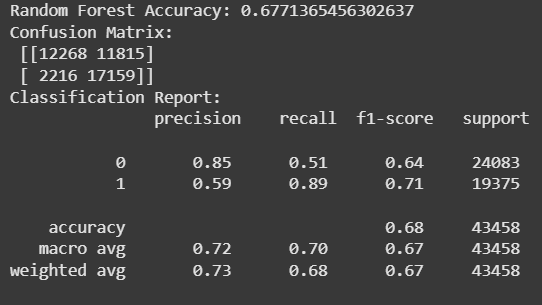 Random Forest Accuracy: 0.6771365456302637
Confusion Matrix:
[[12268 11815]
[ 2216 17159]]
Classification Report:
precision recall f1-score support
0 0.85 0.51 0.64 24083
1 0.59 0.89 0.71 19375
accuracy 0.68 43458
macro avg 0.72 0.70 0.67 43458
weighted avg 0.73 0.68 0.67 43458